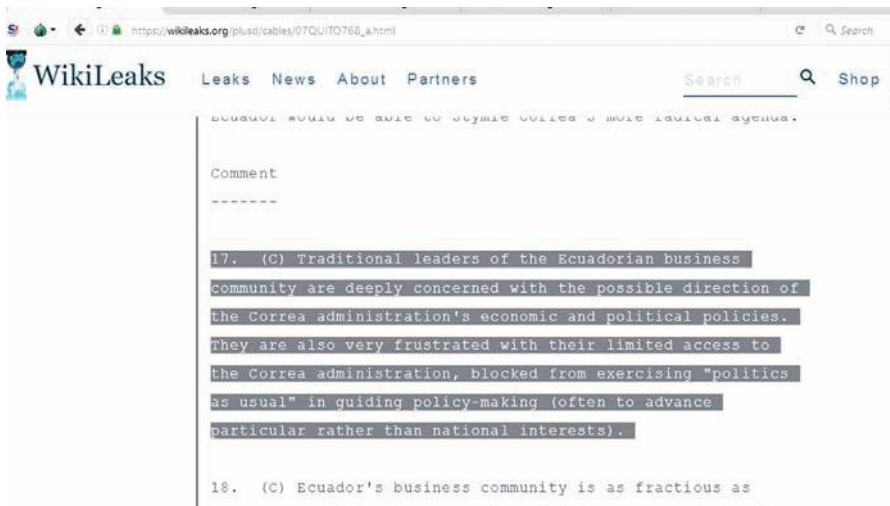 https://wikileaks.org/plusd/cables/07QUITO768_a.html
Search
WikiLeaks
Leaks News About Partners
Search
Shop
Ecuador would be able to stymie Correa's more radical agenda.
Comment
-------
17. (C) Traditional leaders of the Ecuadorian business
community are deeply concerned with the possible direction of
the Correa administration's economic and political policies.
They are also very frustrated with their limited access to
the Correa administration, blocked from exercising "politics
as usual" in guiding policy-making (often to advance
particular rather than national interests).
18. (C) Ecuador's business community is as fractious as